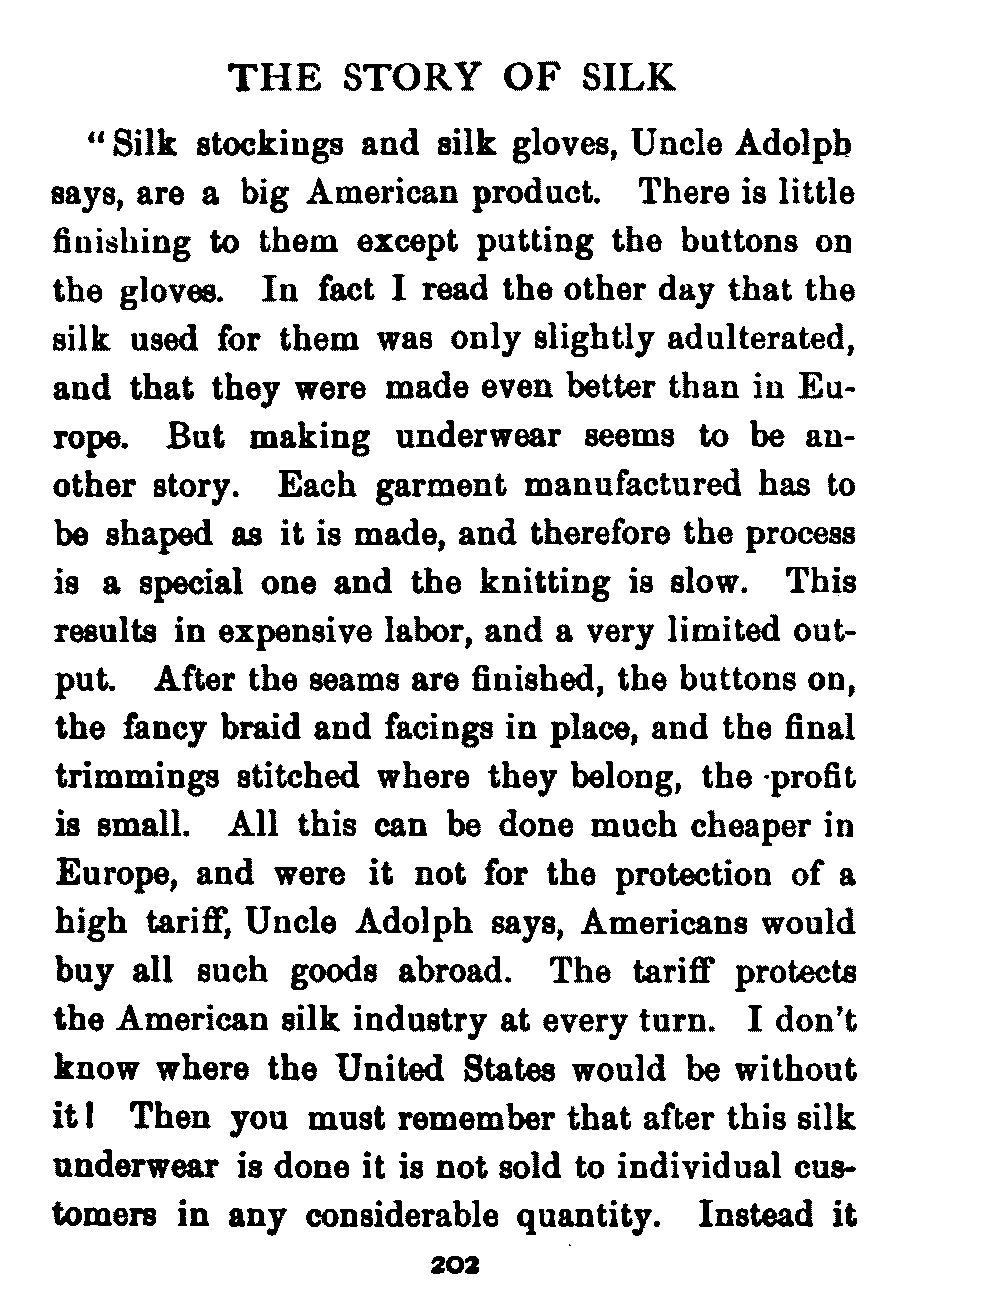 THE STORY OF SILK
“Silk stockings and silk gloves, Uncle Adolph
says, are a big American product. There is little
finishing to them except putting the buttons on
the gloves. In fact I read the other day that the
silk used for them was only slightly adulterated,
and that they were made even better than in Eu-
rope. But making underwear seems to be an-
other story. Each garment manufactured has to
be shaped as it is made, and therefore the process
is a special one and the knitting is slow. This
results in expensive labor, and a very limited out-
put. After the seams are finished, the buttons on,
the fancy braid and facings in place, and the final
trimmings stitched where they belong, the profit
is small. All this can be done much cheaper in
Europe, and were it not for the protection of a
high tariff, Uncle Adolph says, Americans would
buy all such goods abroad. The tariff protects
the American silk industry at every turn. I don't
know where the United States would be without
it! Then you must remember that after this silk
underwear is done it is not sold to individual cus-
tomers in any considerable quantity. Instead it
202